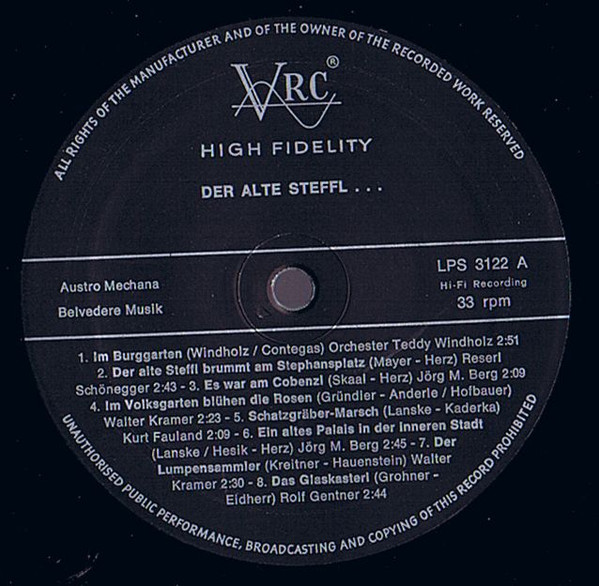 ALL RIGHTS OF THE MANUFACTURER AND OF THE OWNER OF THE RECORDED WORK RESERVED
VRC®
HIGH FIDELITY
DER ALTE STEFFL . . .
Austro Mechana
Belvedere Musik
LPS 3122 A
Hi-Fi Recording
33 rpm
1. Im Burggarten (Windholz / Contegas) Orchester Teddy Windholz 2:51
2. Der alte Steffl brummt am Stephansplatz (Mayer - Herz) Reserl
Schönegger 2:43 - 3. Es war am Cobenzl (Skaal - Herz) Jörg M. Berg 2:09
4. Im Volksgarten blühen die Rosen (Gründler - Anderle / Hofbauer)
Walter Kramer 2:23 - 5. Schatzgräber-Marsch (Lanske - Kaderka)
Kurt Fauland 2:09 - 6. Ein altes Palais in der inneren Stadt
(Lanske / Hesik - Herz) Jörg M. Berg 2:45 - 7. Der
Lumpensammler (Kreitner - Hauenstein) Walter
Kramer 2:30 - 8. Das Glaskasterl (Grohner -
Eidherr) Rolf Gentner 2:44
UNAUTHORISED PUBLIC PERFORMANCE, BROADCASTING AND COPYING OF THIS RECORD PROHIBITED